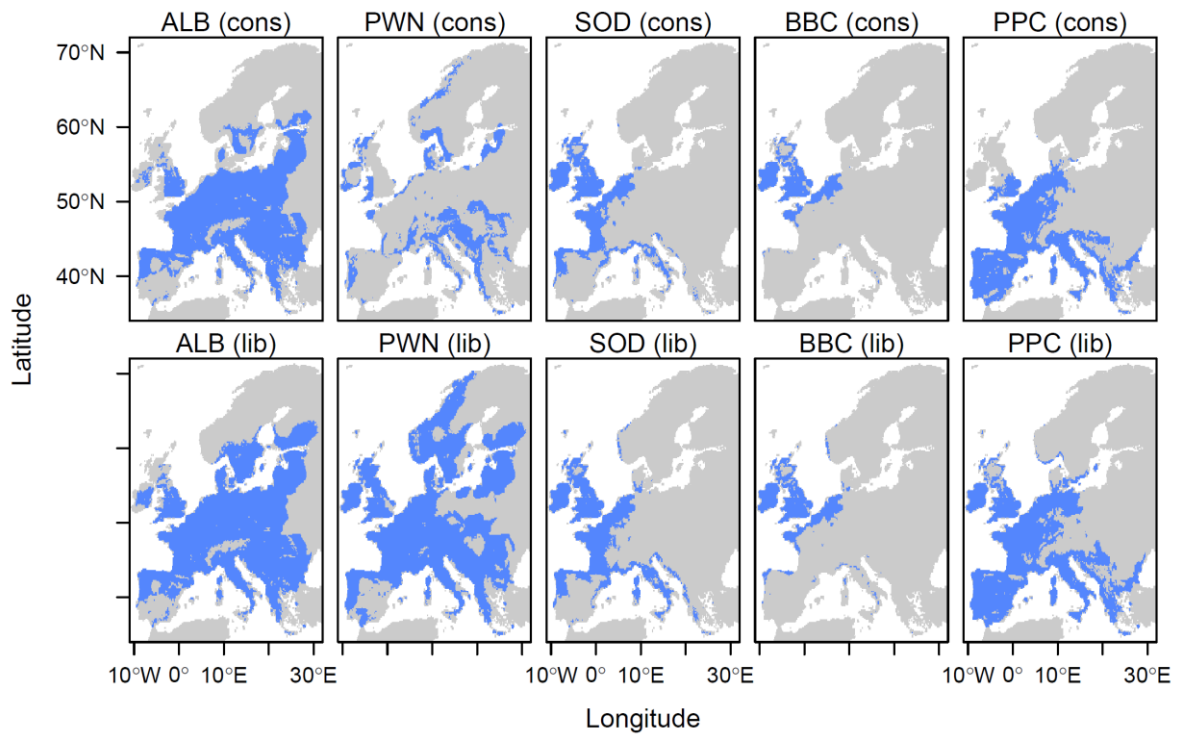 ALB (cons) PWN (cons) SOD (cons) BBC (cons) PPC (cons)
70°N
60°N
50°N
40°N
Latitude
ALB (lib) PWN (lib) SOD (lib) BBC (lib) PPC (lib)
10°W 0° 10°E 30°E 10°W 0° 10°E 30°E 10°W 0° 10°E 30°E
Longitude